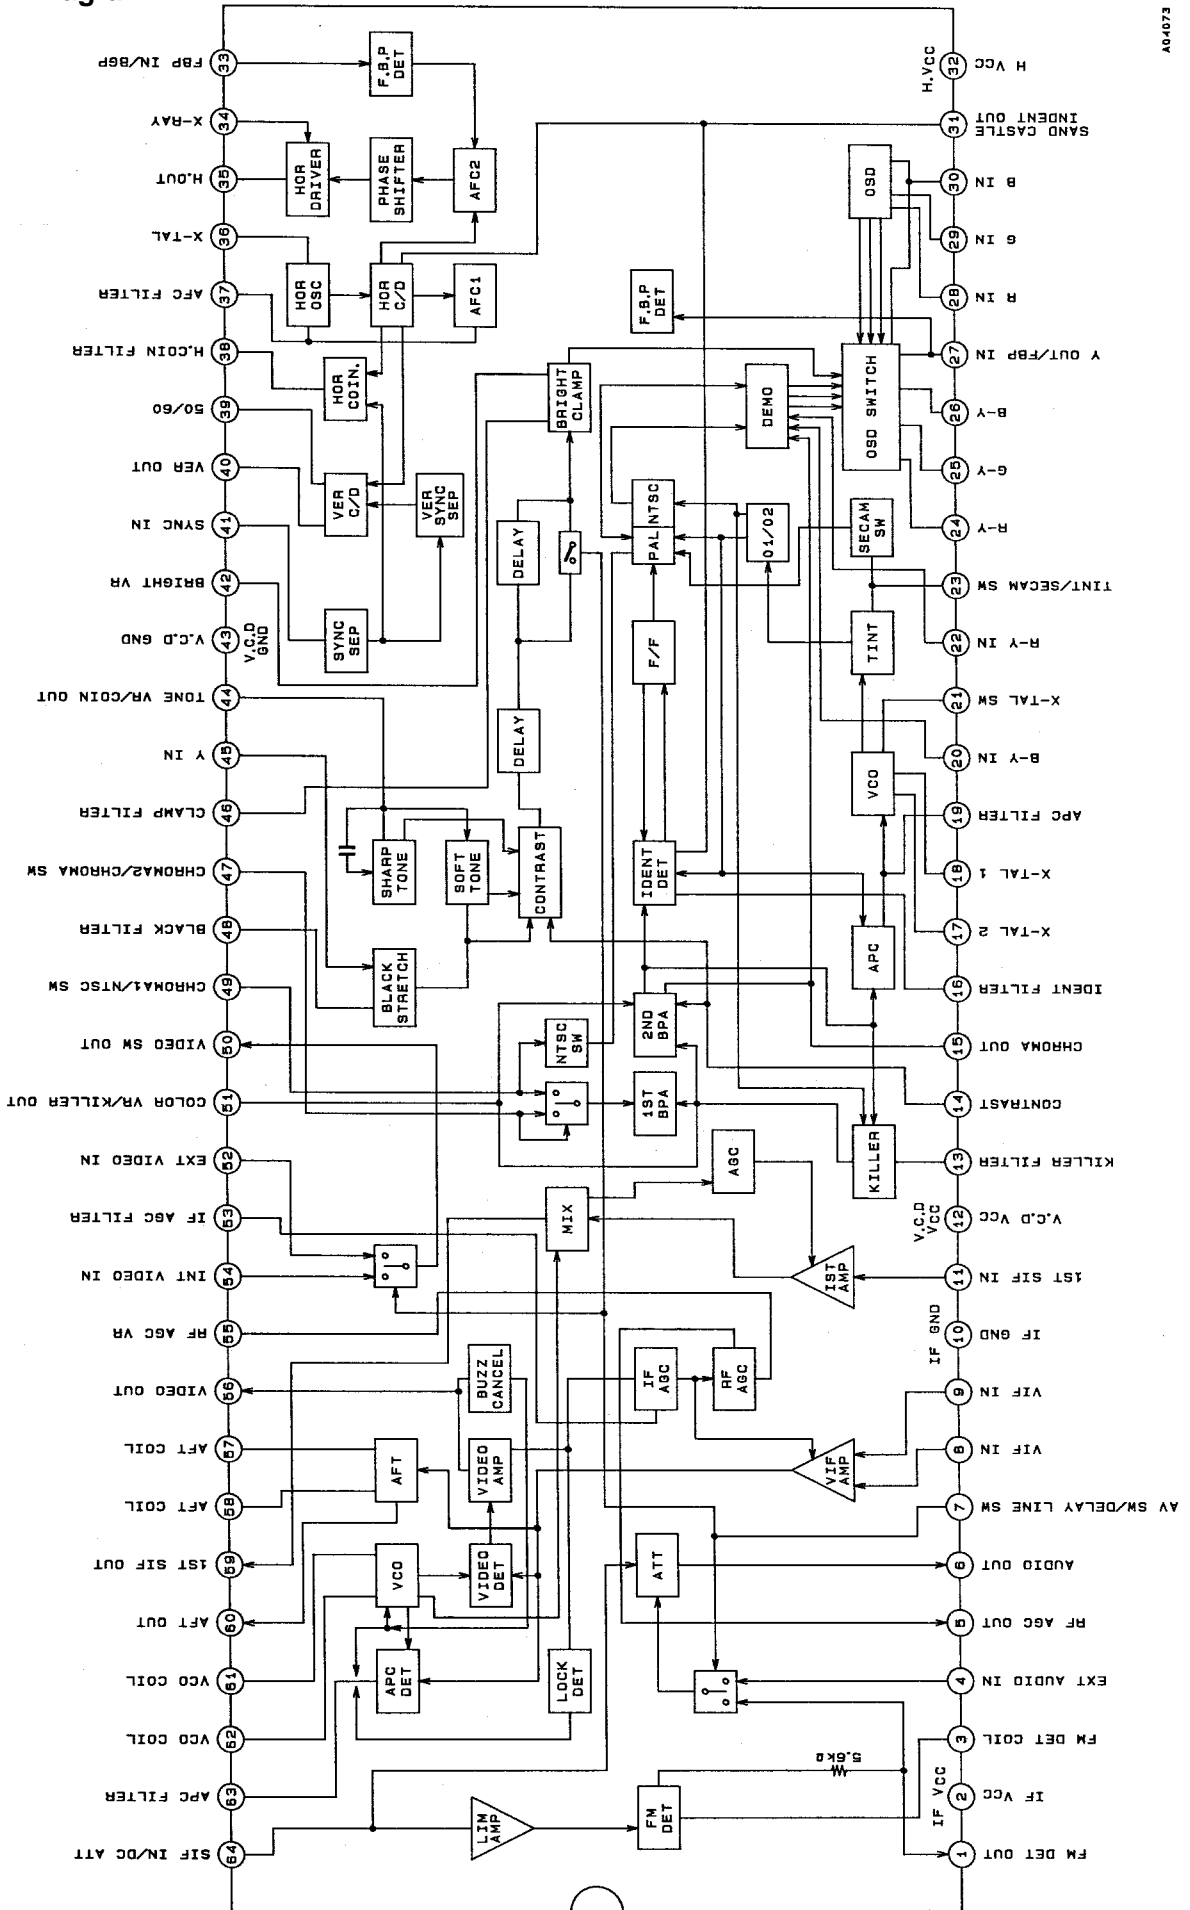 A04073
33 FBP IN/BGP
34 X-RAY
35 H.OUT
36 X-TAL
37 AFC FILTER
38 H.COIN FILTER
39 50/60
40 VER OUT
41 SYNC IN
42 BRIGHT VR
43 V.C.D GND
V.C.D
GND
44 TONE VR/COIN OUT
45 Y IN
46 CLAMP FILTER
47 CHROMA2/CHROMA SW
48 BLACK FILTER
49 CHROMA1/NTSC SW
50 VIDEO SW OUT
51 COLOR VR/KILLER OUT
52 EXT VIDEO IN
53 IF AGC FILTER
54 INT VIDEO IN
55 RF AGC VR
56 VIDEO OUT
57 AFT COIL
58 AFT COIL
59 1ST SIF OUT
60 AFT OUT
61 VCO COIL
62 VCO COIL
63 APC FILTER
64 SIF IN/DC ATT
F.B.P
DET
HOR
DRIVER
PHASE
SHIFTER
AFC2
HOR
OSC
HOR
C/D
AFC1
HOR
COIN.
VER
C/D
VER
SYNC
SEP
SYNC
SEP
BRIGHT
CLAMP
DELAY
DELAY
SHARP
TONE
SOFT
TONE
CONTRAST
BLACK
STRETCH
F.B.P
DET
OSD
OSD SWITCH
DEMO
PAL
NTSC
01/02
SECAM
SW
F/F
TINT
VCO
IDENT
DET
APC
2ND
BPA
NTSC
SW
1ST
BPA
KILLER
AGC
MIX
IST
AMP
BUZZ
CANCEL
IF
AGC
RF
AGC
AFT
VIDEO
AMP
VIF
AMP
VCO
VIDEO
DET
ATT
APC
DET
LOCK
DET
5.6kΩ
LIM
AMP
FM
DET
32 H VCC
H.VCC
31 SAND CASTLE
INDENT OUT
30 B IN
29 G IN
28 R IN
27 Y OUT/FBP IN
26 B-Y
25 G-Y
24 R-Y
23 TINT/SECAM SW
22 R-Y IN
21 X-TAL SW
20 B-Y IN
19 APC FILTER
18 X-TAL 1
17 X-TAL 2
16 IDENT FILTER
15 CHROMA OUT
14 CONTRAST
13 KILLER FILTER
12 V.C.D VCC
V.C.D
VCC
11 1ST SIF IN
10 IF GND
IF GND
9 VIF IN
8 VIF IN
7 AV SW/DELAY LINE SW
6 AUDIO OUT
5 RF AGC OUT
4 EXT AUDIO IN
3 FM DET COIL
2 IF VCC
IF VCC
1 FM DET OUT